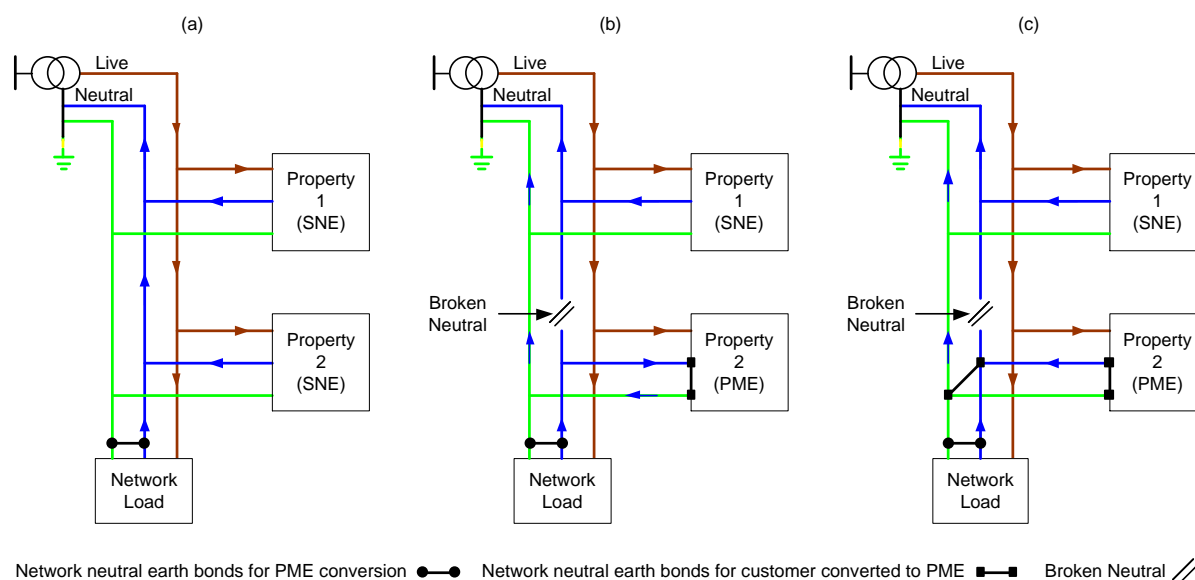 (a)
Live
Neutral
Property
1
(SNE)
Property
2
(SNE)
Network
Load
(b)
Live
Neutral
Property
1
(SNE)
Broken
Neutral
Property
2
(PME)
Network
Load
(c)
Live
Neutral
Property
1
(SNE)
Broken
Neutral
Property
2
(PME)
Network
Load
Network neutral earth bonds for PME conversion
Network neutral earth bonds for customer converted to PME
Broken Neutral